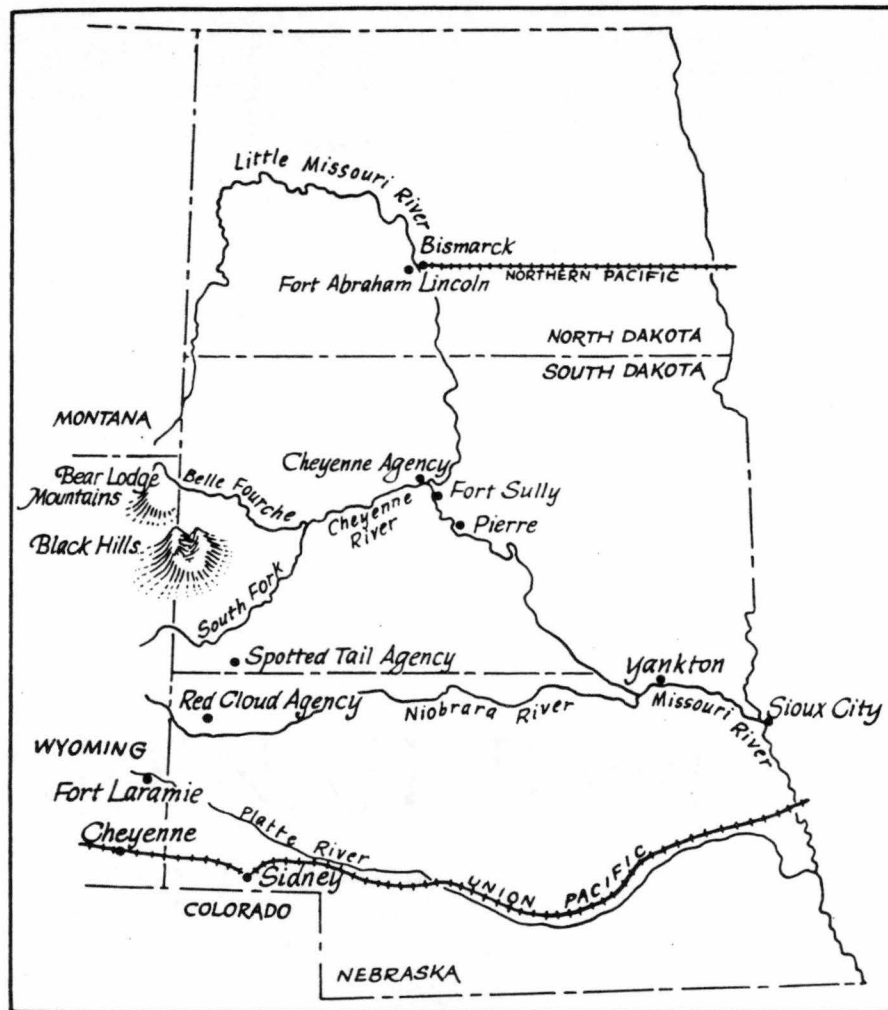 Little Missouri River
Bismarck
Fort Abraham Lincoln
NORTHERN PACIFIC
NORTH DAKOTA
SOUTH DAKOTA
MONTANA
Bear Lodge
Mountains
Belle Fourche
Cheyenne Agency
Cheyenne
River
Fort Sully
Pierre
Black Hills
South Fork
Spotted Tail Agency
Yankton
Red Cloud Agency
Niobrara River
Missouri River
Sioux City
WYOMING
Fort Laramie
Platte River
Cheyenne
Sidney
UNION PACIFIC
COLORADO
NEBRASKA